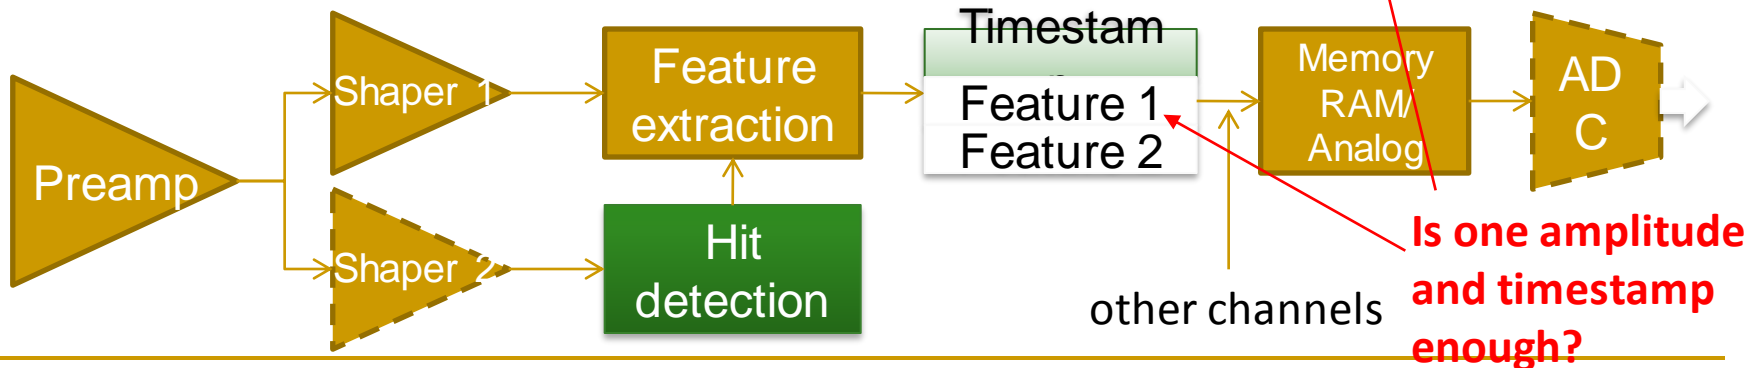 Preamp
Shaper 1
Shaper 2
Feature
extraction
Hit
detection
Timestam
Feature 1
Feature 2
other channels
Memory
RAM/
Analog
AD
C
Is one amplitude
and timestamp
enough?